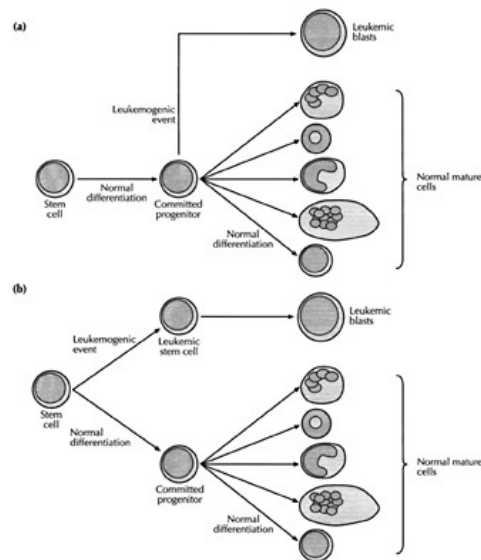 (a)
Leukemic
blasts
Leukemogenic
event
Normal
differentiation
Stem
cell
Committed
progenitor
Normal mature
cells
Normal
differentiation
(b)
Leukemogenic
event
Leukemic
stem cell
Leukemic
blasts
Stem
cell
Normal
differentiation
Committed
progenitor
Normal mature
cells
Normal
differentiation